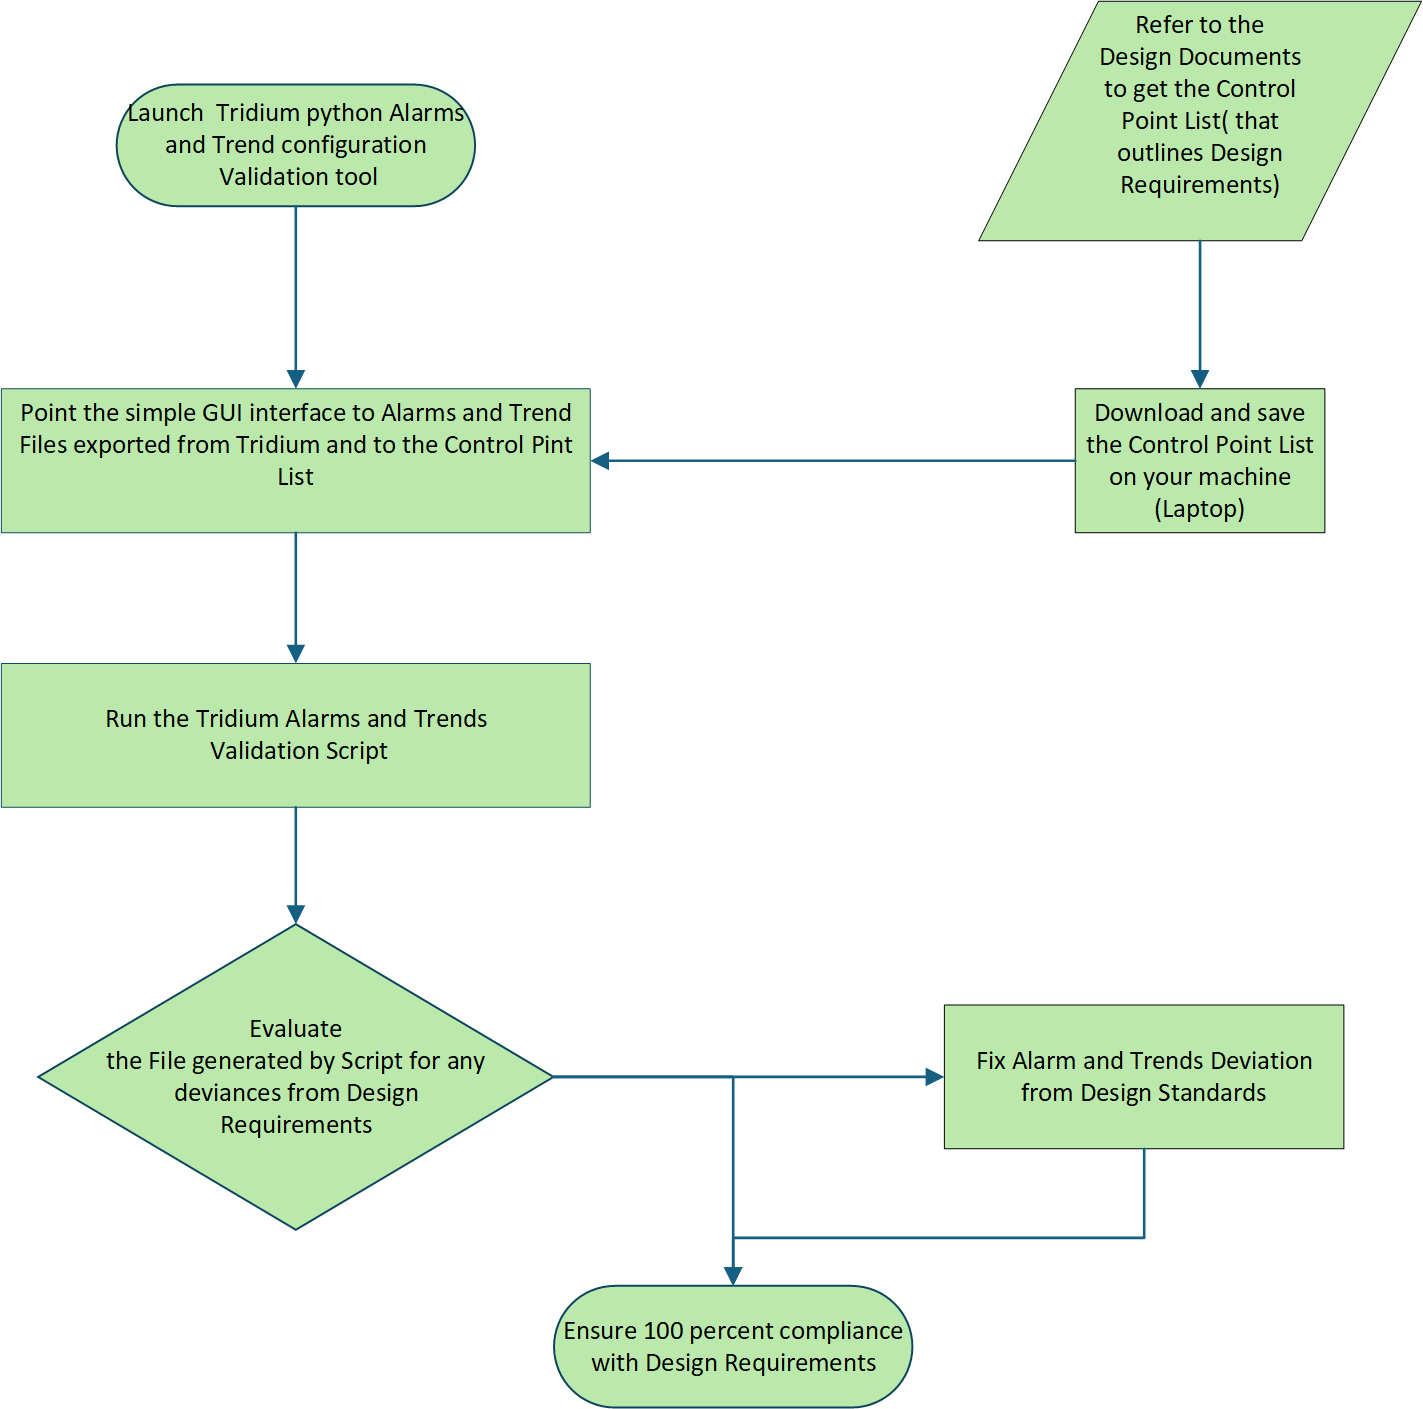 Launch  Tridium python Alarms
and Trend configuration
Validation tool
Refer to the
Design Documents
to get the Control
Point List( that
outlines Design
Requirements)
Point the simple GUI interface to Alarms and Trend
Files exported from Tridium and to the Control Pint
List
Download and save
the Control Point List
on your machine
(Laptop)
Run the Tridium Alarms and Trends
Validation Script
Evaluate
the File generated by Script for any
deviances from Design
Requirements
Fix Alarm and Trends Deviation
from Design Standards
Ensure 100 percent compliance
with Design Requirements